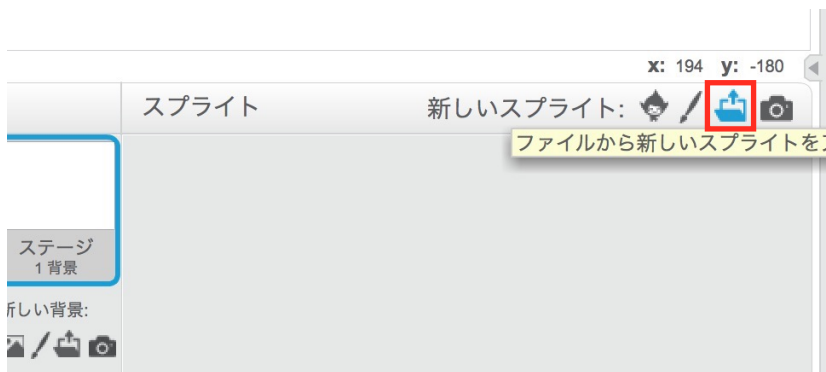 x: 194 y: -180
スプライト
新しいスプライト:
ファイルから新しいスプライトを
ステージ
1 背景
新しい背景: